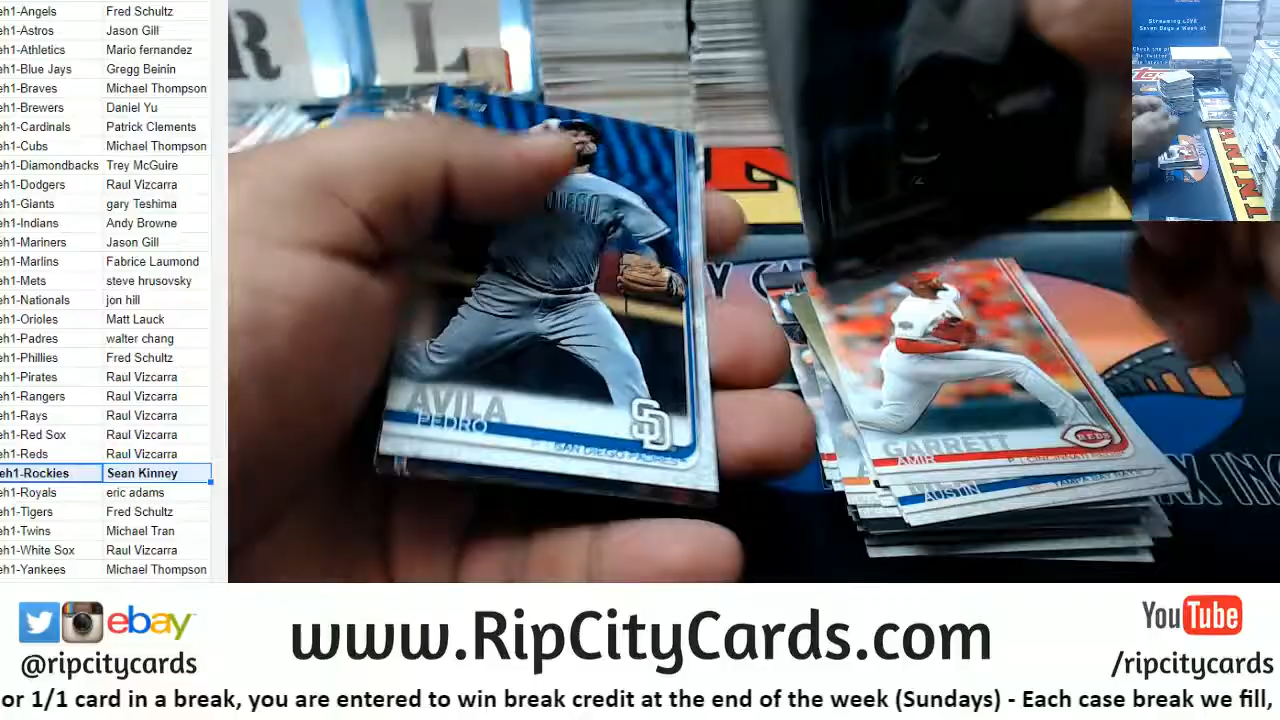 eh1-Angels Fred Schultz
eh1-Astros Jason Gill
eh1-Athletics Mario fernandez
eh1-Blue Jays Gregg Beinin
eh1-Braves Michael Thompson
eh1-Brewers Daniel Yu
eh1-Cardinals Patrick Clements
eh1-Cubs Michael Thompson
eh1-Diamondbacks Trey McGuire
eh1-Dodgers Raul Vizcarra
eh1-Giants gary Teshima
eh1-Indians Andy Browne
eh1-Mariners Jason Gill
eh1-Marlins Fabrice Laumond
eh1-Mets steve hrusovsky
eh1-Nationals jon hill
eh1-Orioles Matt Lauck
eh1-Padres walter chang
eh1-Phillies Fred Schultz
eh1-Pirates Raul Vizcarra
eh1-Rangers Raul Vizcarra
eh1-Rays Raul Vizcarra
eh1-Red Sox Raul Vizcarra
eh1-Reds Raul Vizcarra
eh1-Rockies Sean Kinney
eh1-Royals eric adams
eh1-Tigers Fred Schultz
eh1-Twins Michael Tran
eh1-White Sox Raul Vizcarra
eh1-Yankees Michael Thompson
Streaming LIVE
Seven Days a Week at
Topps
AVILA
PEDRO
SD
SAN DIEGO PADRES
GARRETT
AMIR
REDS
AUSTIN
TAMPA BAY RAYS
ebay
@ripcitycards
www.RipCityCards.com
YouTube
/ripcitycards
or 1/1 card in a break, you are entered to win break credit at the end of the week (Sundays) - Each case break we fill,